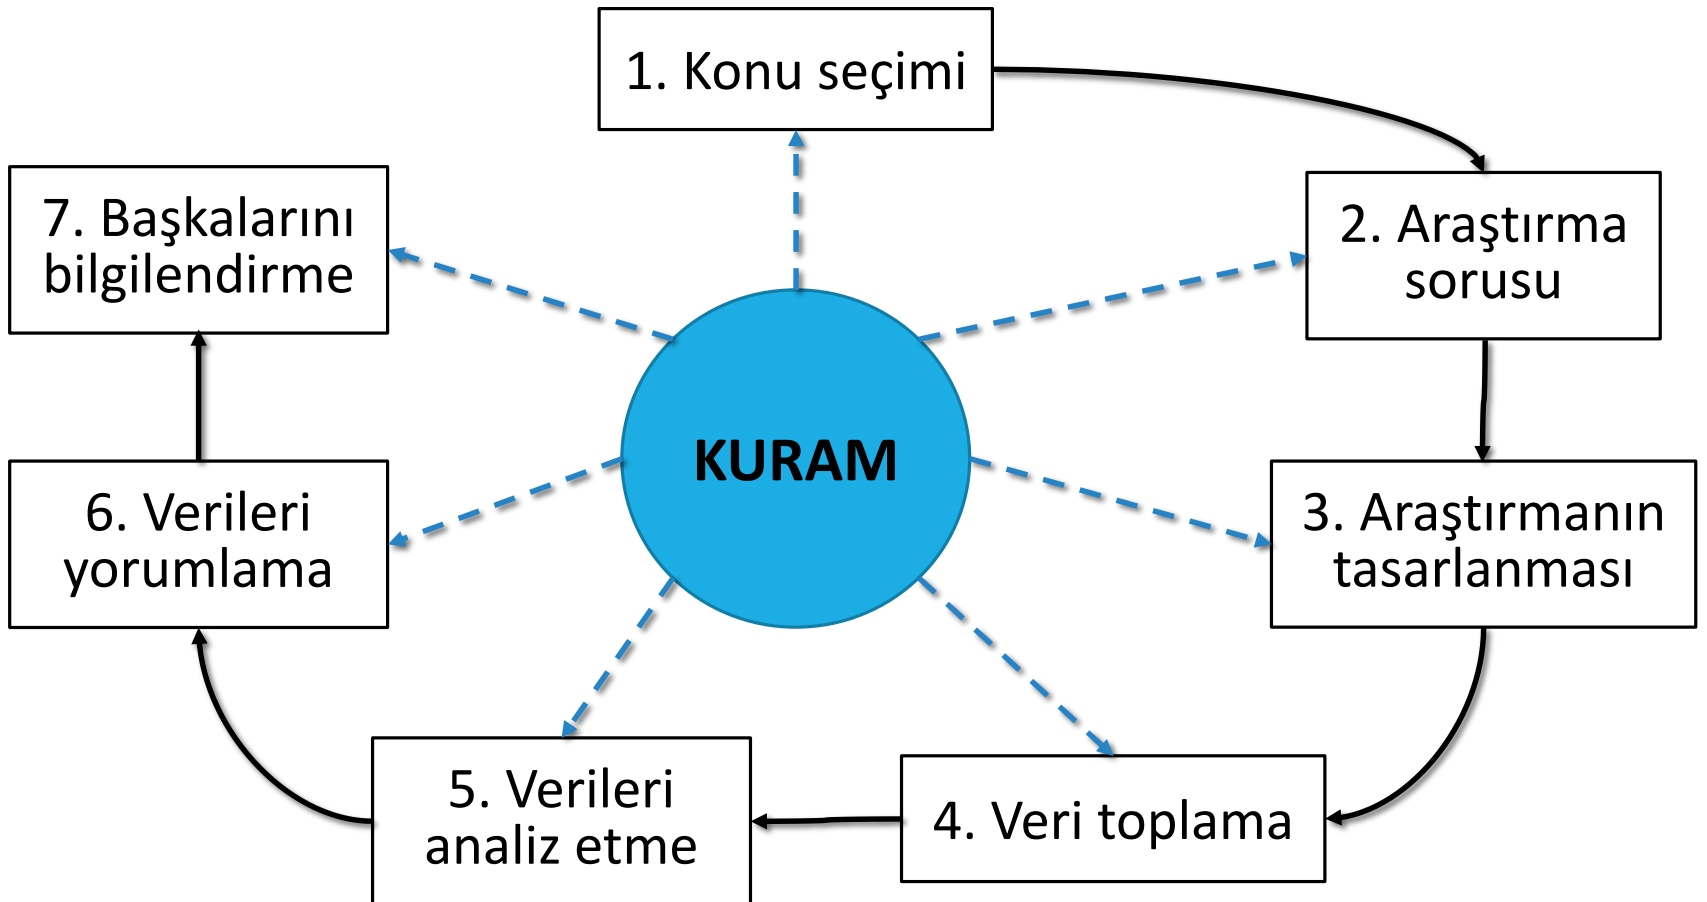 1. Konu seçimi
2. Araştırma
sorusu
3. Araştırmanın
tasarlanması
4. Veri toplama
5. Verileri
analiz etme
6. Verileri
yorumlama
7. Başkalarını
bilgilendirme
KURAM